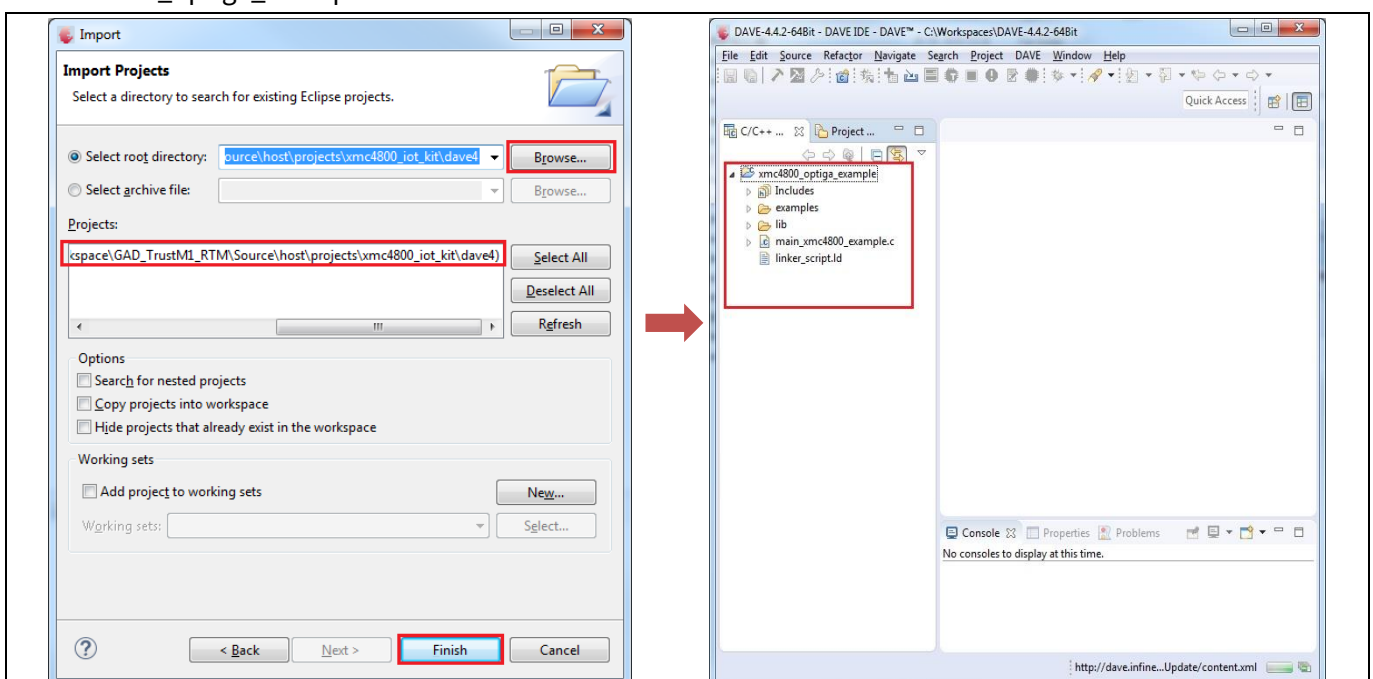 Import
Import Projects
Select a directory to search for existing Eclipse projects.
Select root directory:
ource\host\projects\xmc4800_iot_kit\dave4
Browse...
Select archive file:
Browse...
Projects:
kspace\GAD_TrustM1_RTM\Source\host\projects\xmc4800_iot_kit\dave4)
Select All
Deselect All
Refresh
Options
Search for nested projects
Copy projects into workspace
Hide projects that already exist in the workspace
Working sets
Add project to working sets
New...
Working sets:
Select...
< Back
Next >
Finish
Cancel
DAVE-4.4.2-64Bit - DAVE IDE - DAVE™ - C:\Workspaces\DAVE-4.4.2-64Bit
File Edit Source Refactor Navigate Search Project DAVE Window Help
Quick Access
C/C++ ... Project ...
xmc4800_optiga_example
Includes
examples
lib
main_xmc4800_example.c
linker_script.ld
Console Properties Problems
No consoles to display at this time.
http://dave.infine...Update/content.xml